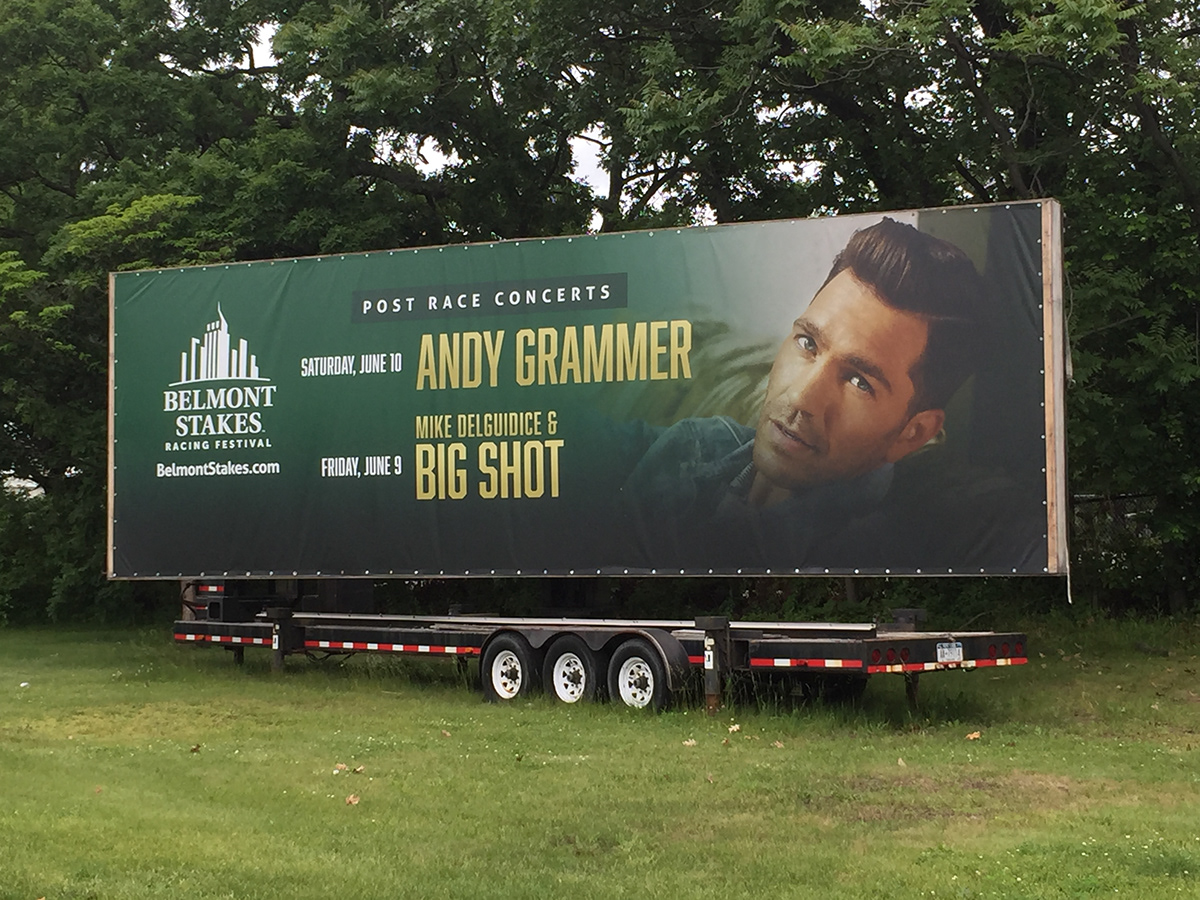 POST RACE CONCERTS
SATURDAY, JUNE 10
ANDY GRAMMER
MIKE DELGUIDICE &
FRIDAY, JUNE 9
BIG SHOT
BELMONT
STAKES
RACING FESTIVAL
BelmontStakes.com